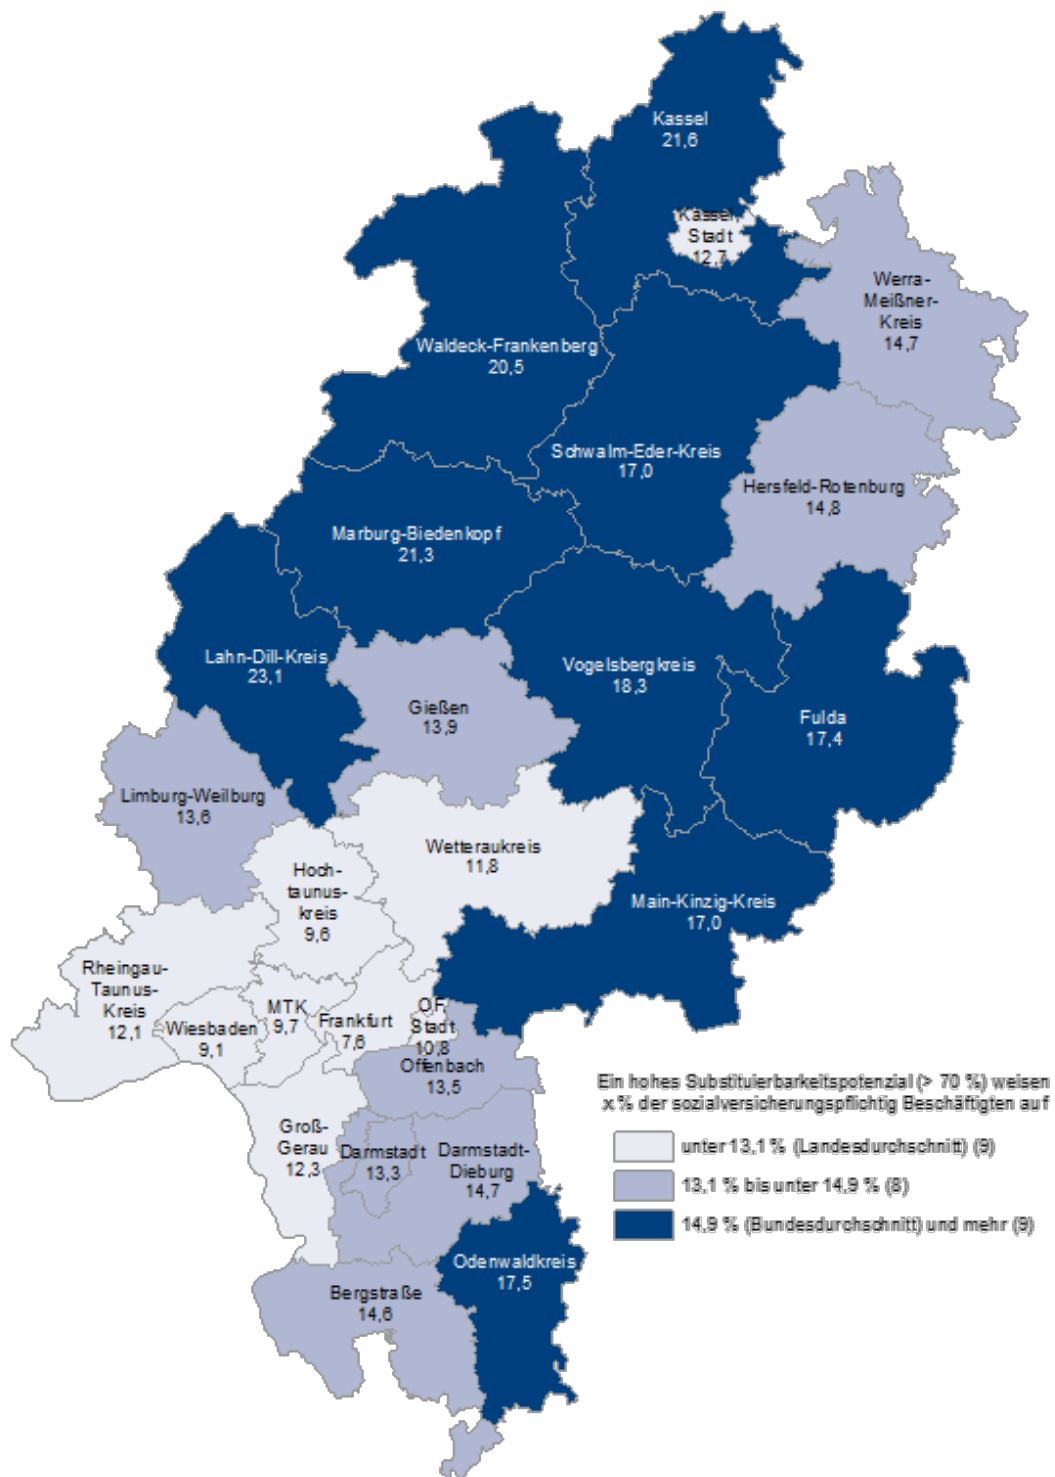 Kassel
21,6
Kassel,
Stadt
12,7
Werra-
Meißner-
Kreis
14,7
Waldeck-Frankenberg
20,5
Schwalm-Eder-Kreis
17,0
Hersfeld-Rotenburg
14,8
Marburg-Biedenkopf
21,3
Lahn-Dill-Kreis
23,1
Vogelsbergkreis
18,3
Gießen
13,9
Fulda
17,4
Limburg-Weilburg
13,6
Wetteraukreis
11,8
Hoch-
taunus-
kreis
9,6
Main-Kinzig-Kreis
17,0
Rheingau-
Taunus-
Kreis
12,1
Wiesbaden
9,1
MTK
9,7
Frankfurt
7,6
OF,
Stadt
10,8
Offenbach
13,5
Groß-
Gerau
12,3
Darmstadt
13,3
Darmstadt-
Dieburg
14,7
Odenwaldkreis
17,5
Bergstraße
14,6
Ein hohes Substituierbarkeitspotenzial (> 70 %) weisen
x % der sozialversicherungspflichtig Beschäftigten auf
unter 13,1 % (Landesdurchschnitt) (9)
13,1 % bis unter 14,9 % (8)
14,9 % (Bundesdurchschnitt) und mehr (9)